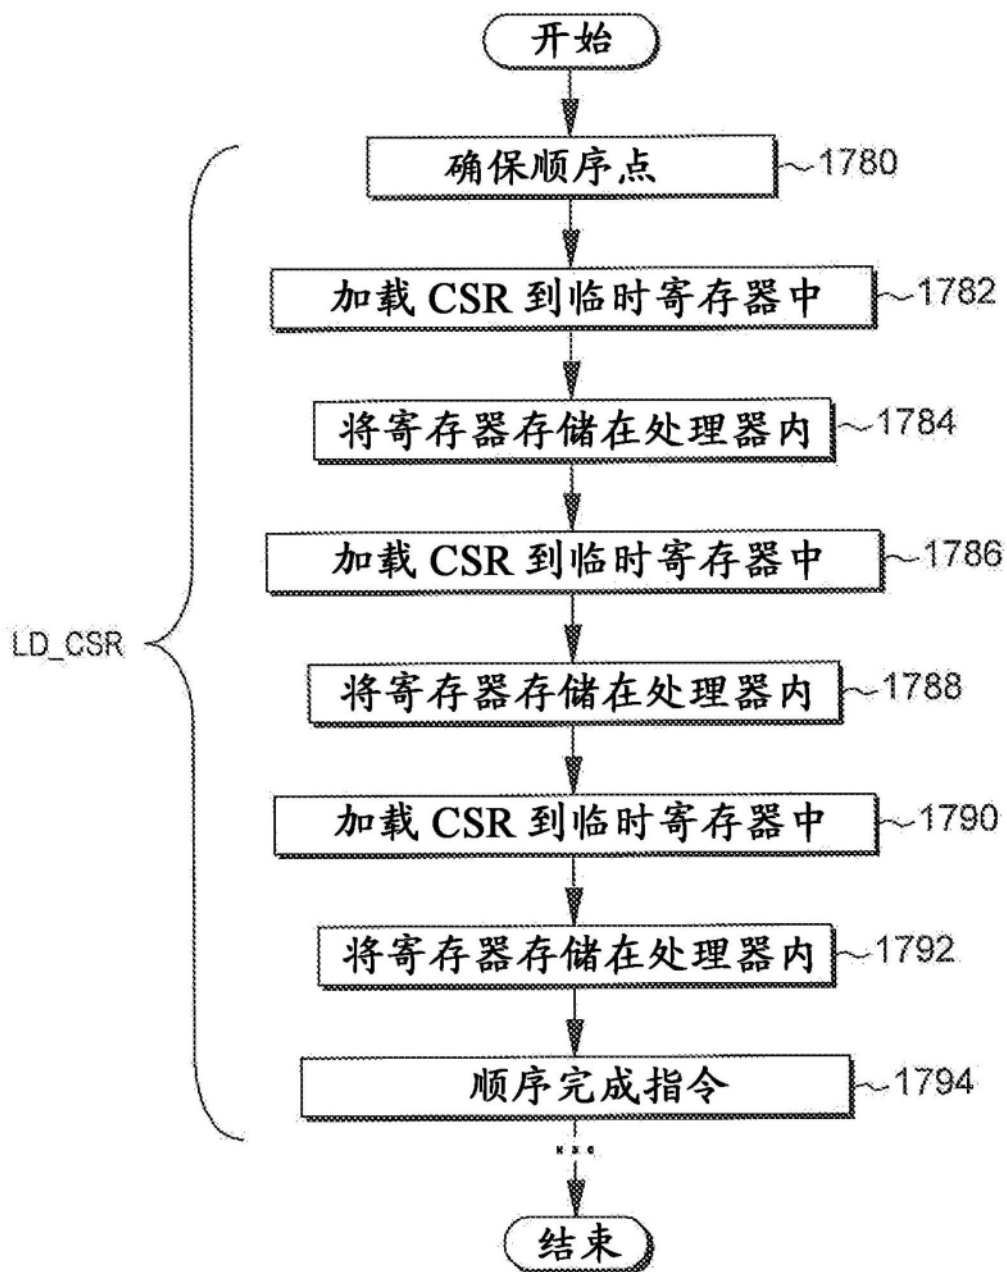 开始
确保顺序点
1780
加载 CSR 到临时寄存器中
1782
将寄存器存储在处理器内
1784
加载 CSR 到临时寄存器中
1786
LD_CSR
将寄存器存储在处理器内
1788
加载 CSR 到临时寄存器中
1790
将寄存器存储在处理器内
1792
顺序完成指令
1794
结束